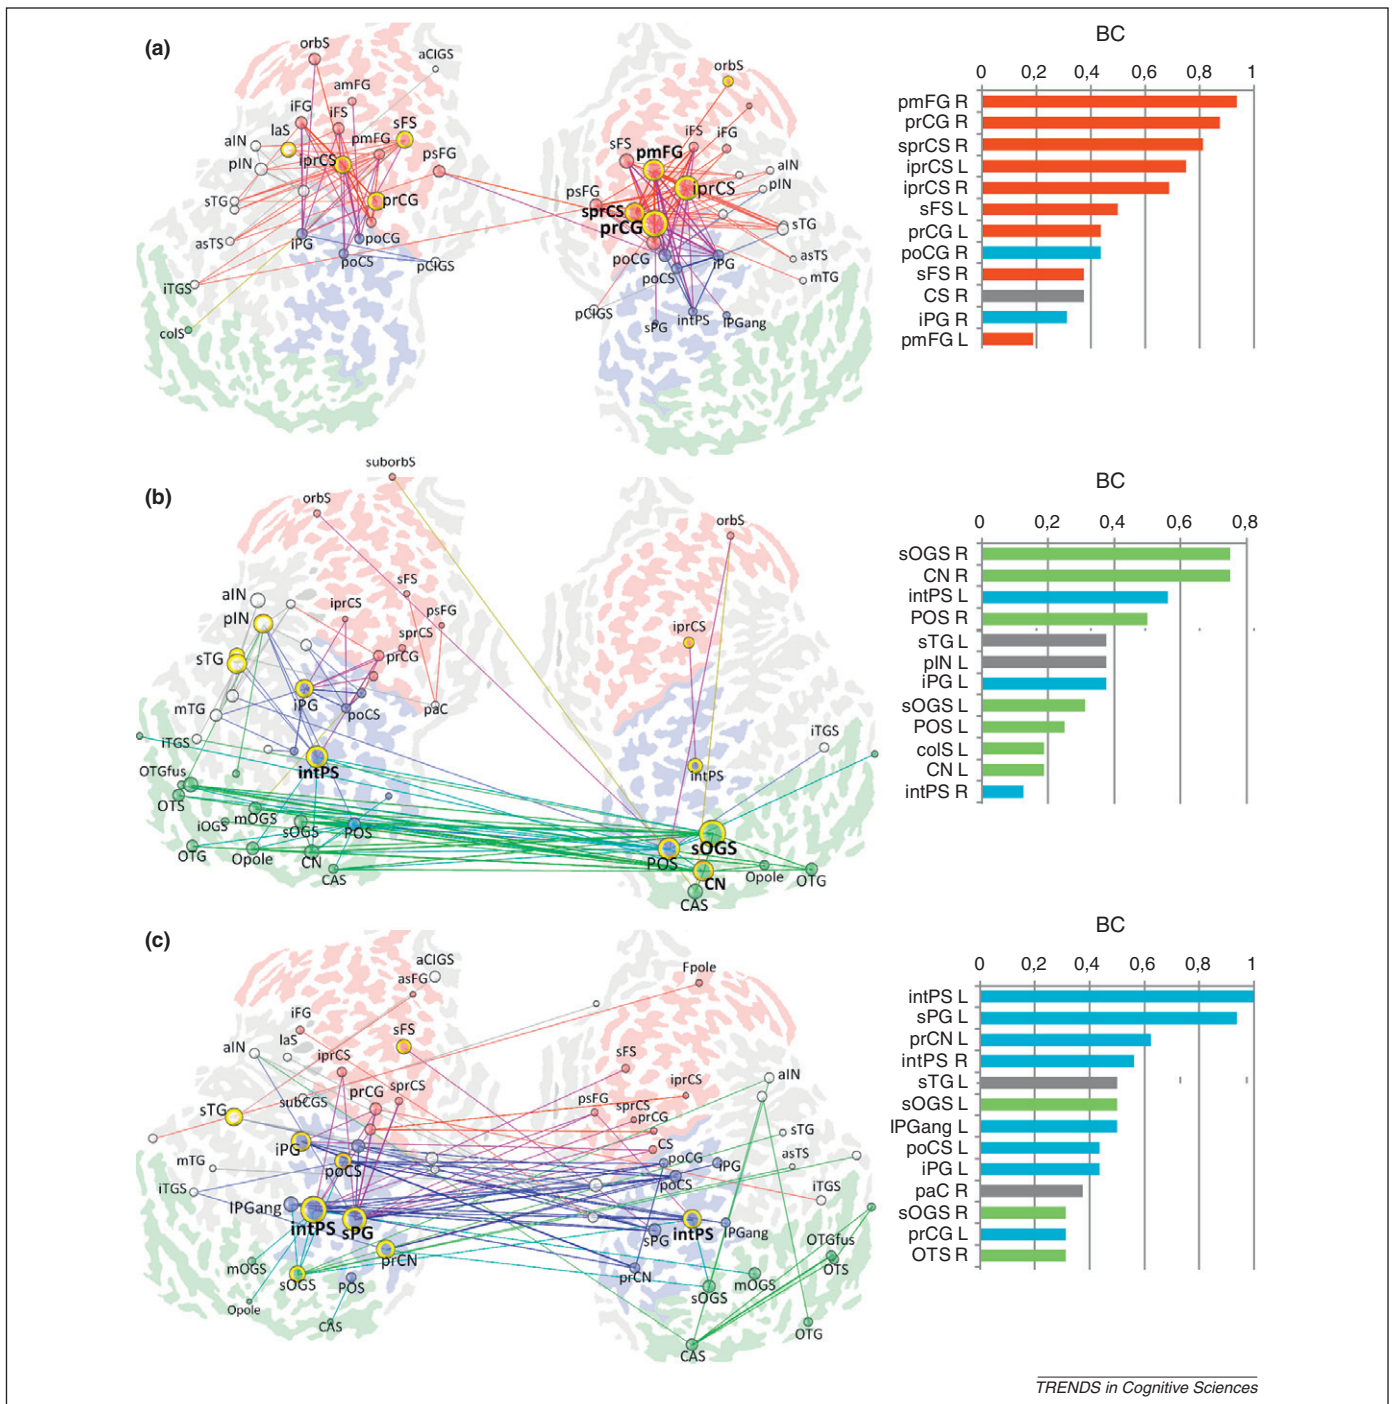 (a)
orbS
aCIGS
amFG
iFG
iFS
sFS
IaS
aIN
pmFG
psFG
pIN
iprCS
prCG
sTG
asTS
iPG
poCG
poCS
pCIGS
iTGS
colS
orbS
iFS
iFG
sFS
pmFG
aIN
pIN
iprCS
psFG
sprCS
prCG
sTG
poCG
iPG
asTS
poCS
mTG
pCIGS
sPG
intPS
IPGang
BC
0 0,2 0,4 0,6 0,8 1
pmFG R
prCG R
sprCS R
iprCS L
iprCS R
sFS L
prCG L
poCG R
sFS R
CS R
iPG R
pmFG L
(b)
suborbS
orbS
sFS
aIN
iprCS
psFG
pIN
sprCS
sTG
prCG
iPG
mTG
poCS
paC
iTGS
intPS
OTGfus
OTS
iOGS
mOGS
sOGS
POS
OTG
Opole
CN
CAS
orbS
iprCS
intPS
iTGS
sOGS
POS
CN
Opole
OTG
CAS
BC
0 0,2 0,4 0,6 0,8
sOGS R
CN R
intPS L
POS R
sTG L
pIN L
iPG L
sOGS L
POS L
colS L
CN L
intPS R
(c)
aCIGS
asFG
iFG
sFS
IaS
aIN
iprCS
prCG
sprCS
subCGS
sTG
iPG
poCS
mTG
iTGS
IPGang
intPS
sPG
prCN
mOGS
sOGS
POS
Opole
CAS
Fpole
sFS
aIN
iprCS
psFG
sprCS
prCG
sTG
CS
poCG
iPG
asTS
poCS
iTGS
sPG
intPS
IPGang
OTGfus
prCN
OTS
mOGS
sOGS
OTG
CAS
BC
0 0,2 0,4 0,6 0,8 1
intPS L
sPG L
prCN L
intPS R
sTG L
sOGS L
IPGang L
poCS L
iPG L
paC R
sOGS R
prCG L
OTS R
TRENDS in Cognitive Sciences